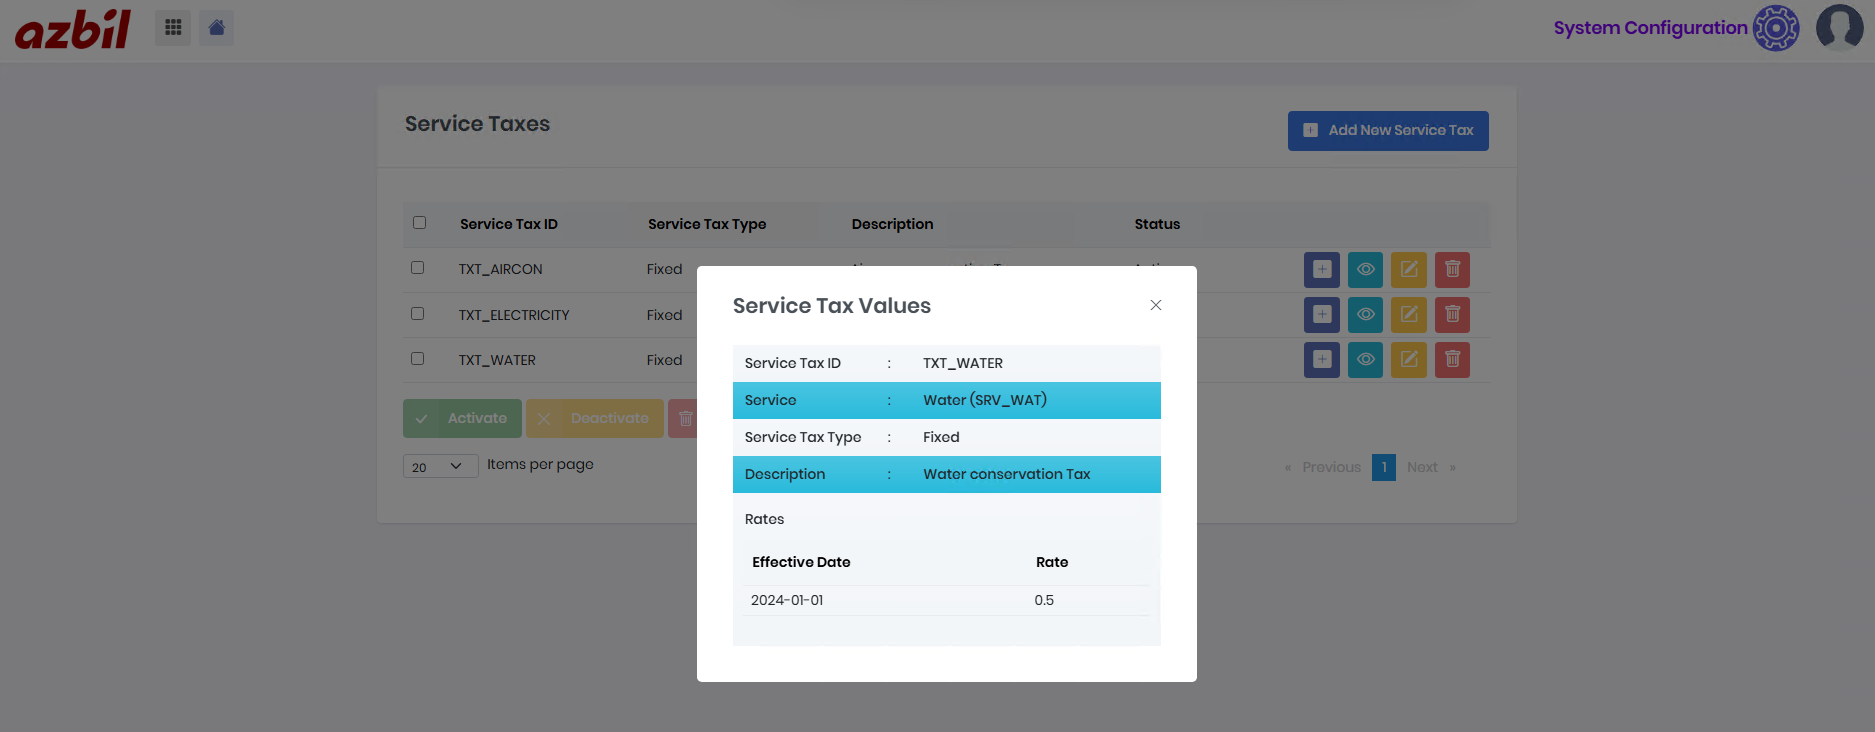 azbil
System Configuration
Service Taxes
Add New Service Tax
Service Tax ID Service Tax Type Description Status
TXT_AIRCON Fixed
TXT_ELECTRICITY Fixed
TXT_WATER Fixed
Activate Deactivate
20 Items per page
« Previous 1 Next »
Service Tax Values
Service Tax ID : TXT_WATER
Service : Water (SRV_WAT)
Service Tax Type : Fixed
Description : Water conservation Tax
Rates
Effective Date Rate
2024-01-01 0.5